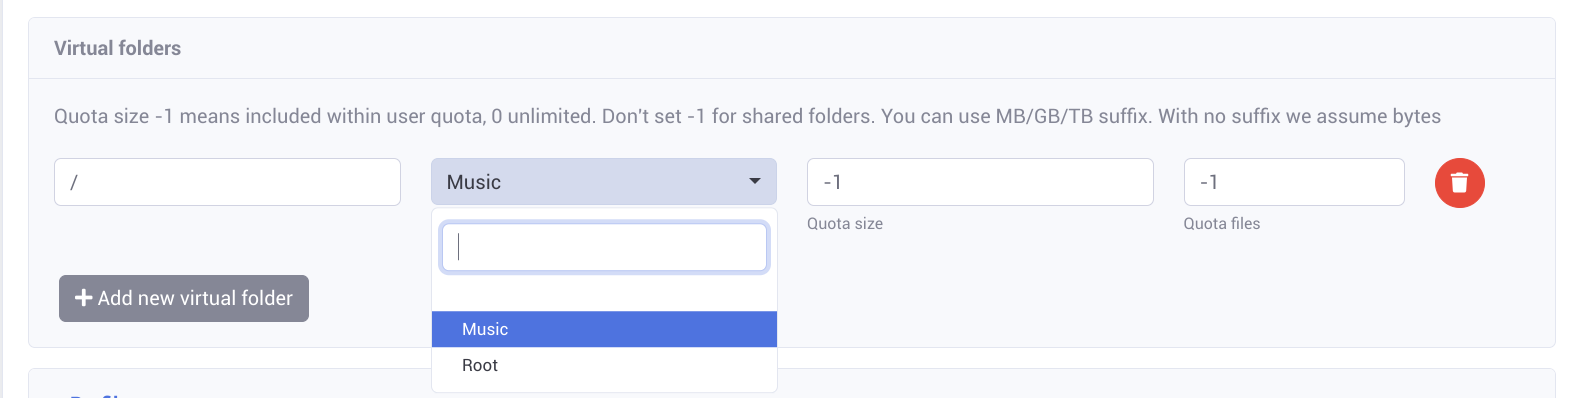 Virtual folders
Quota size -1 means included within user quota, 0 unlimited. Don't set -1 for shared folders. You can use MB/GB/TB suffix. With no suffix we assume bytes
/
Music
-1
-1
Quota size
Quota files
Add new virtual folder
Music
Root